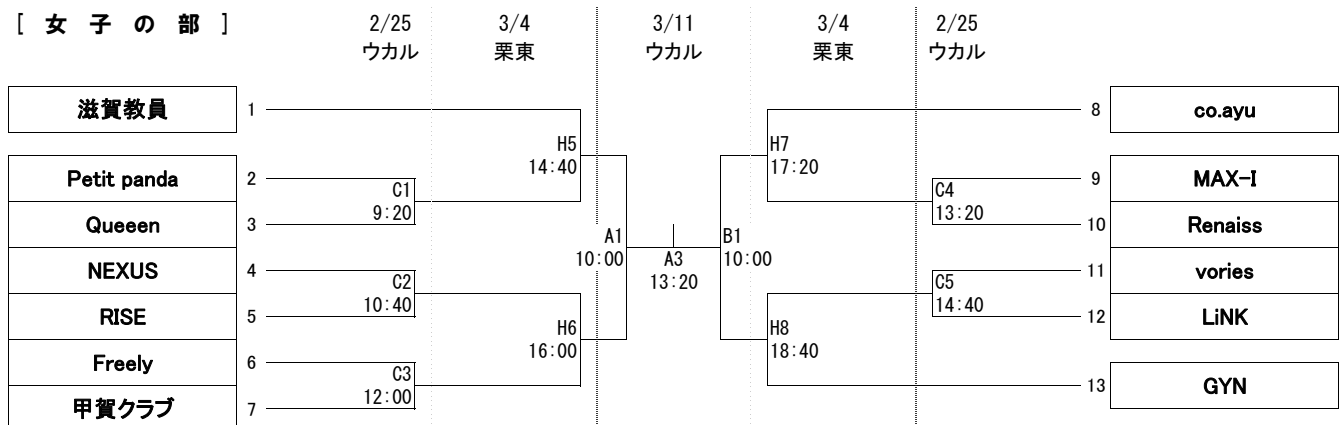 [ 女 子 の 部 ] 2/25 3/4 3/11 3/4 2/25
ウカル 栗東 ウカル 栗東 ウカル
滋賀教員 1 8 co.ayu
H5 H7
14:40 17:20
Petit panda 2 9 MAX-I
C1 C4
9:20 13:20
Queeen 3 10 Renaiss
A1 B1
10:00 A3 10:00
13:20
NEXUS 4 11 vories
C2 C5
10:40 14:40
RISE 5 12 LiNK
H6 H8
16:00 18:40
Freely 6
C3 13 GYN
12:00
甲賀クラブ 7